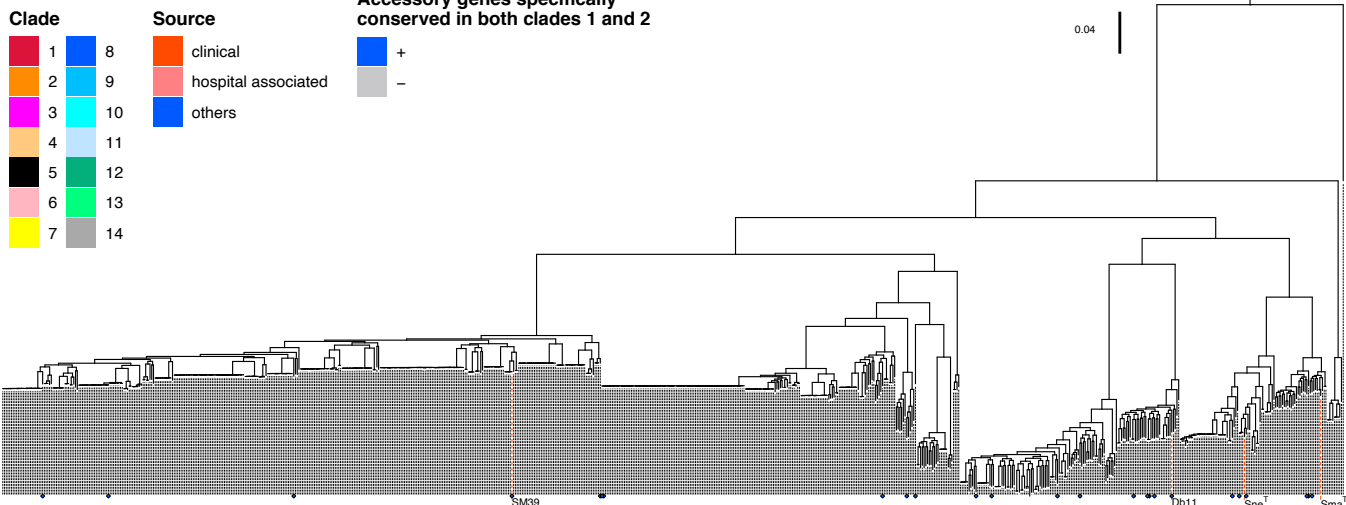 Clade
1 8
2 9
3 10
4 11
5 12
6 13
7 14
Source
clinical
hospital associated
others
Accessory genes specifically
conserved in both clades 1 and 2
+
−
0.04
SM39
Db11
Sne^T
Sma^T